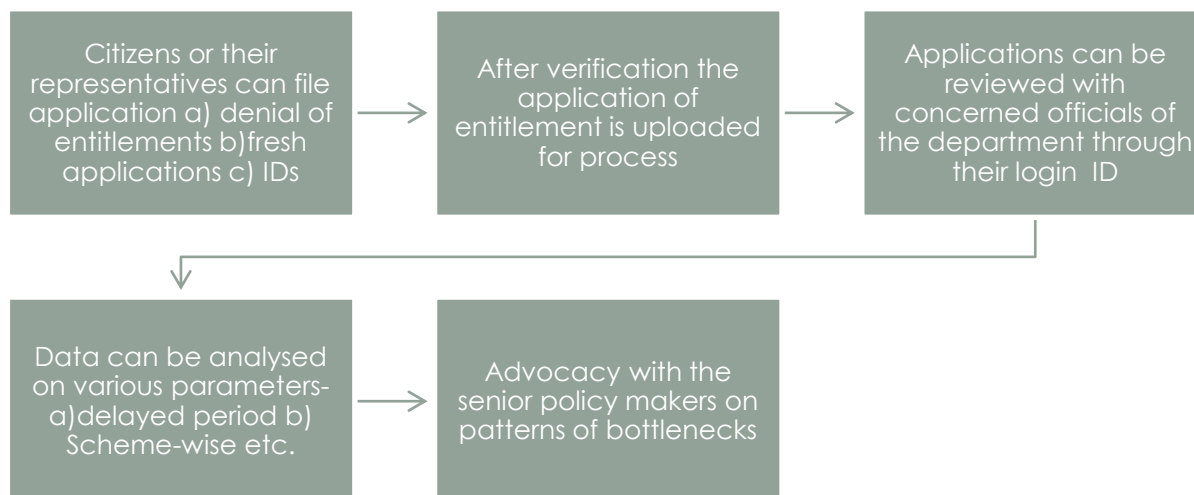 Citizens or their
representatives can file
application a) denial of
entitlements b)fresh
applications c) IDs
After verification the
application of
entitlement is uploaded
for process
Applications can be
reviewed with
concerned officials of
the department through
their login ID
Data can be analysed
on various parameters-
a)delayed period b)
Scheme-wise etc.
Advocacy with the
senior policy makers on
patterns of bottlenecks